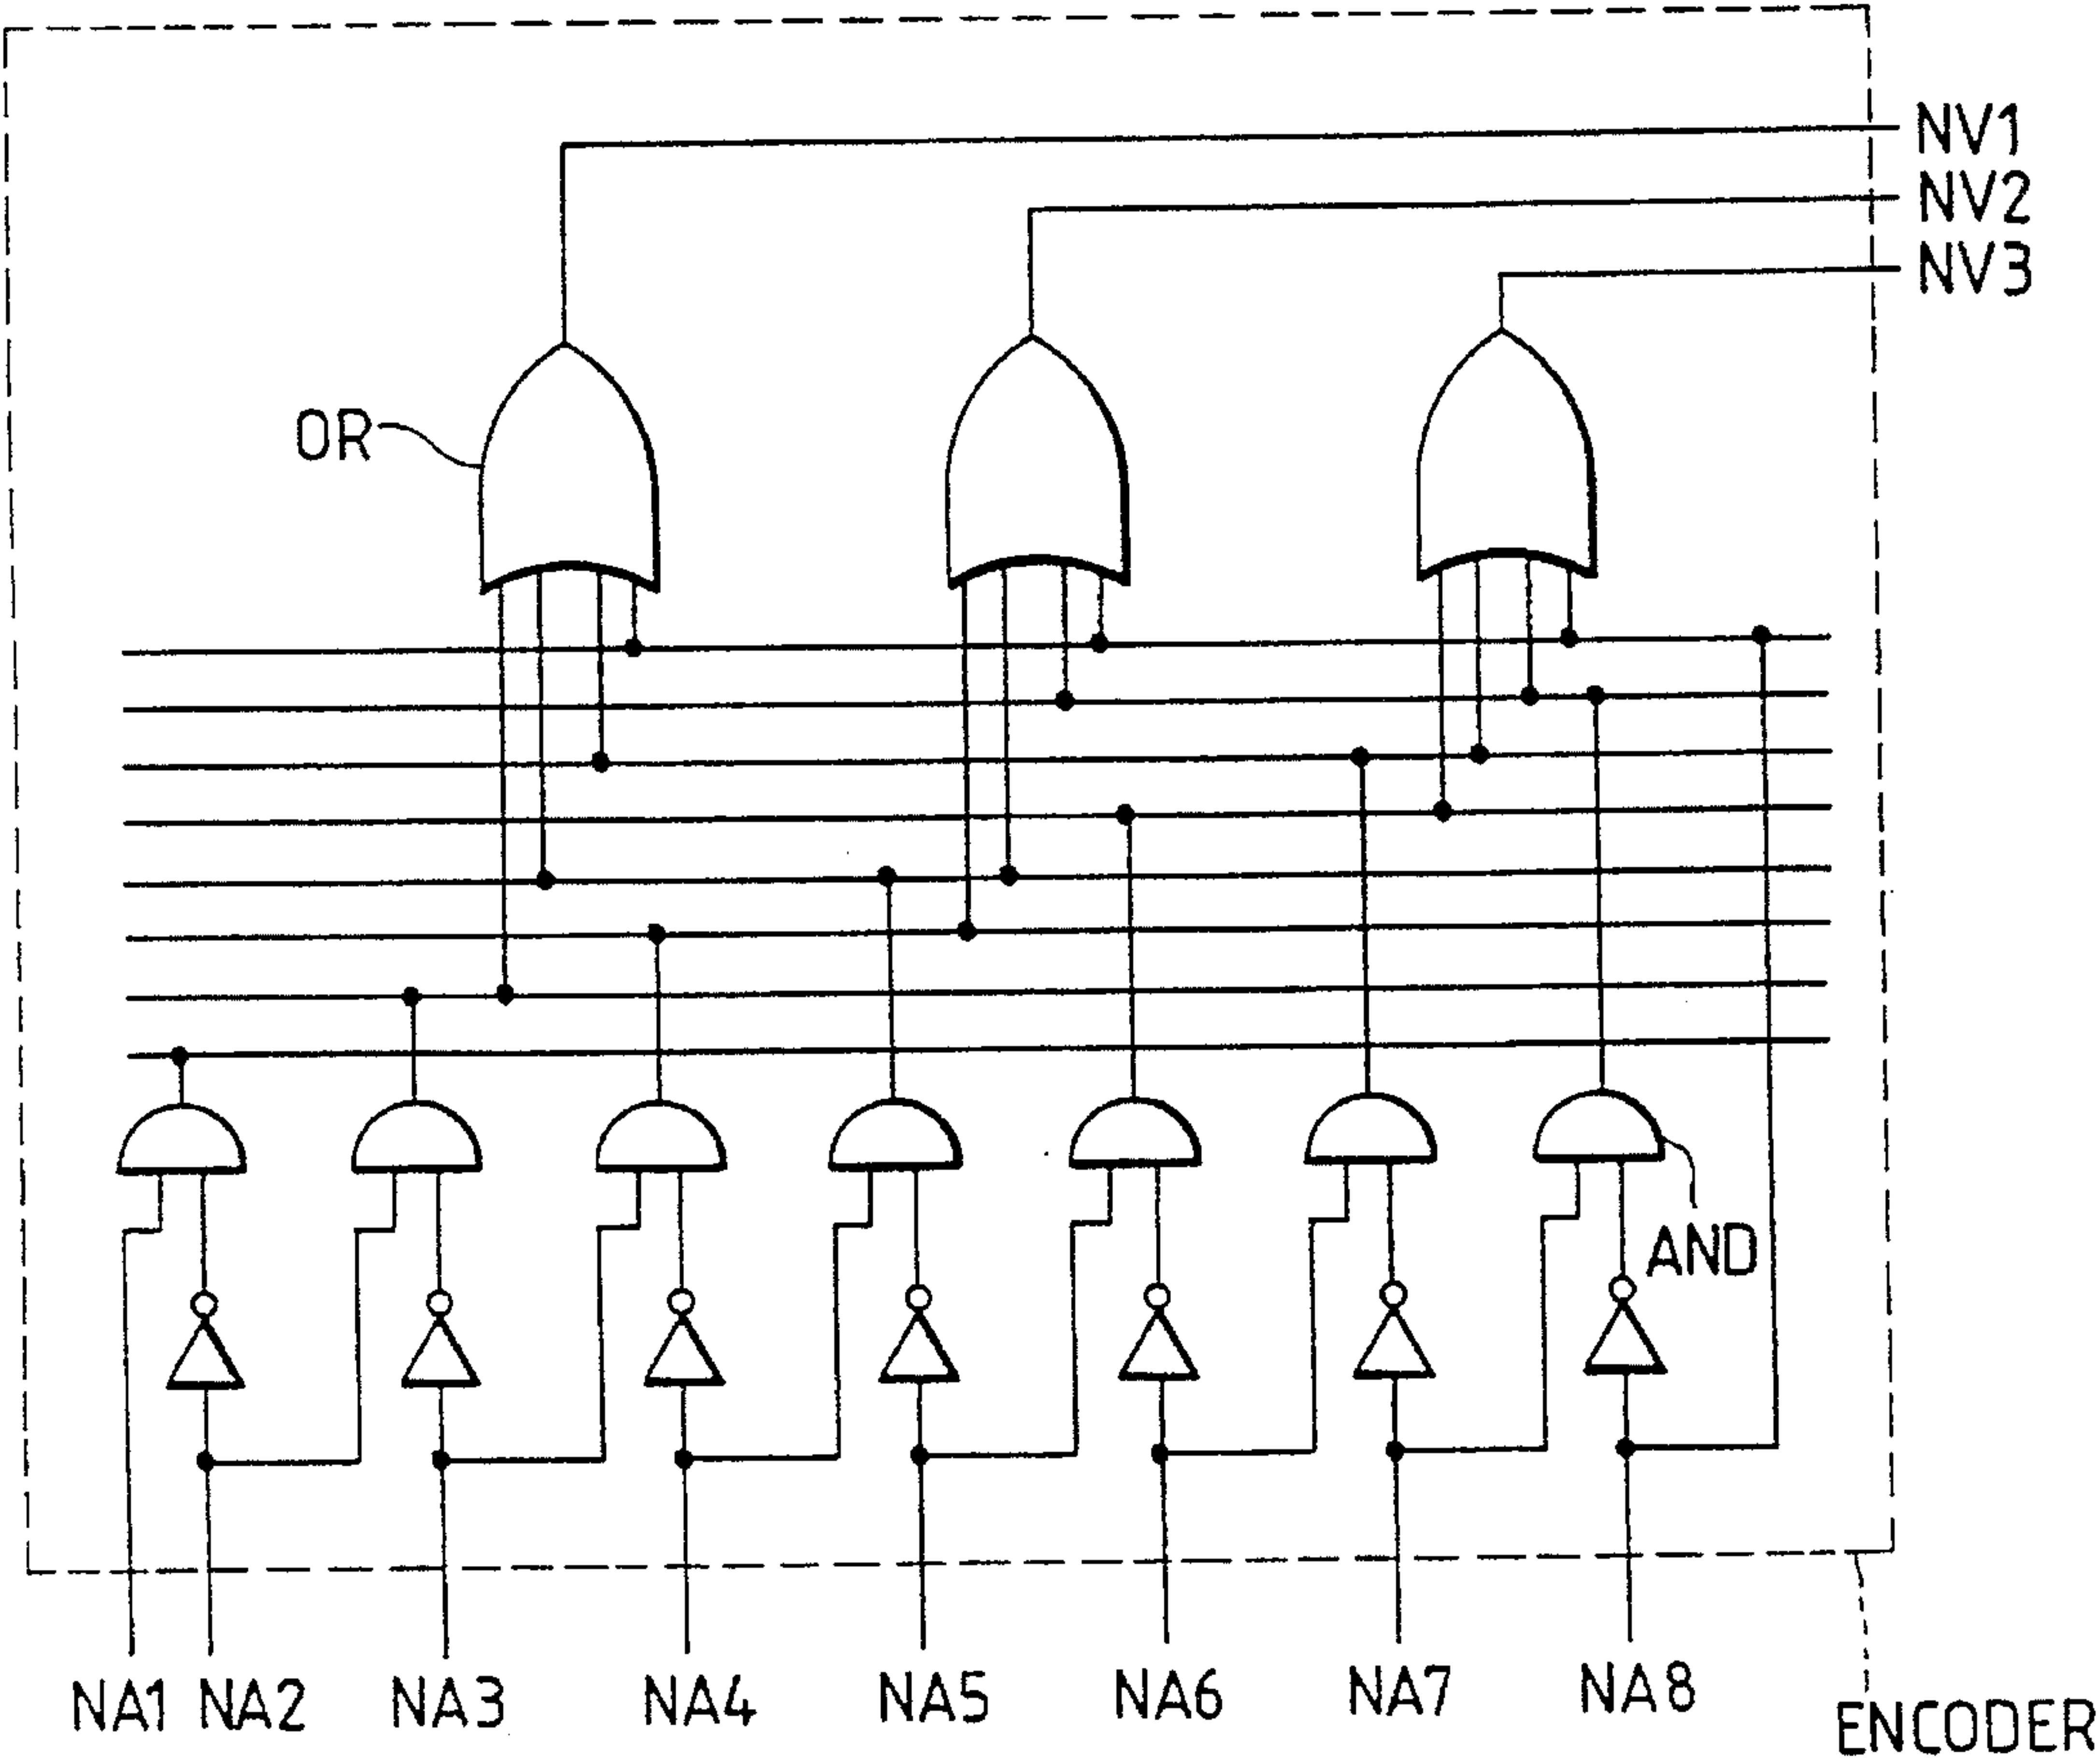 NV1
NV2
NV3
OR
AND
NA1 NA2 NA3 NA4 NA5 NA6 NA7 NA8
ENCODER